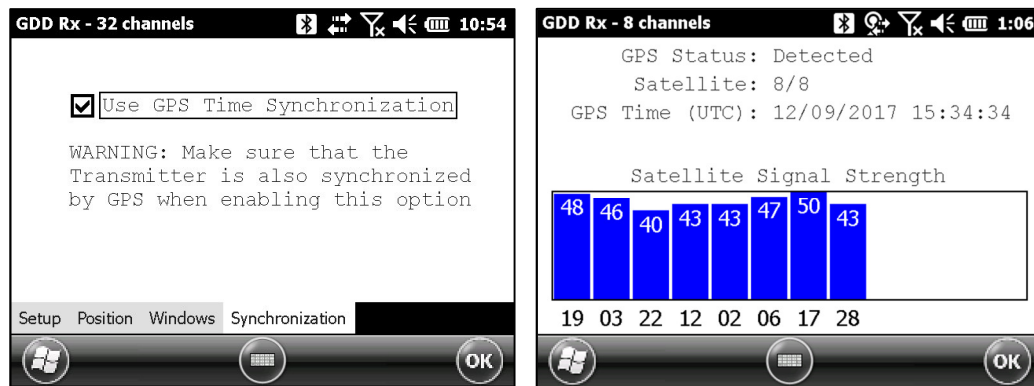 GDD Rx - 32 channels 10:54
Use GPS Time Synchronization
WARNING: Make sure that the
Transmitter is also synchronized
by GPS when enabling this option
Setup Position Windows Synchronization
OK
GDD Rx - 8 channels 1:06
GPS Status: Detected
Satellite: 8/8
GPS Time (UTC): 12/09/2017 15:34:34
Satellite Signal Strength
48 46 40 43 43 47 50 43
19 03 22 12 02 06 17 28
OK